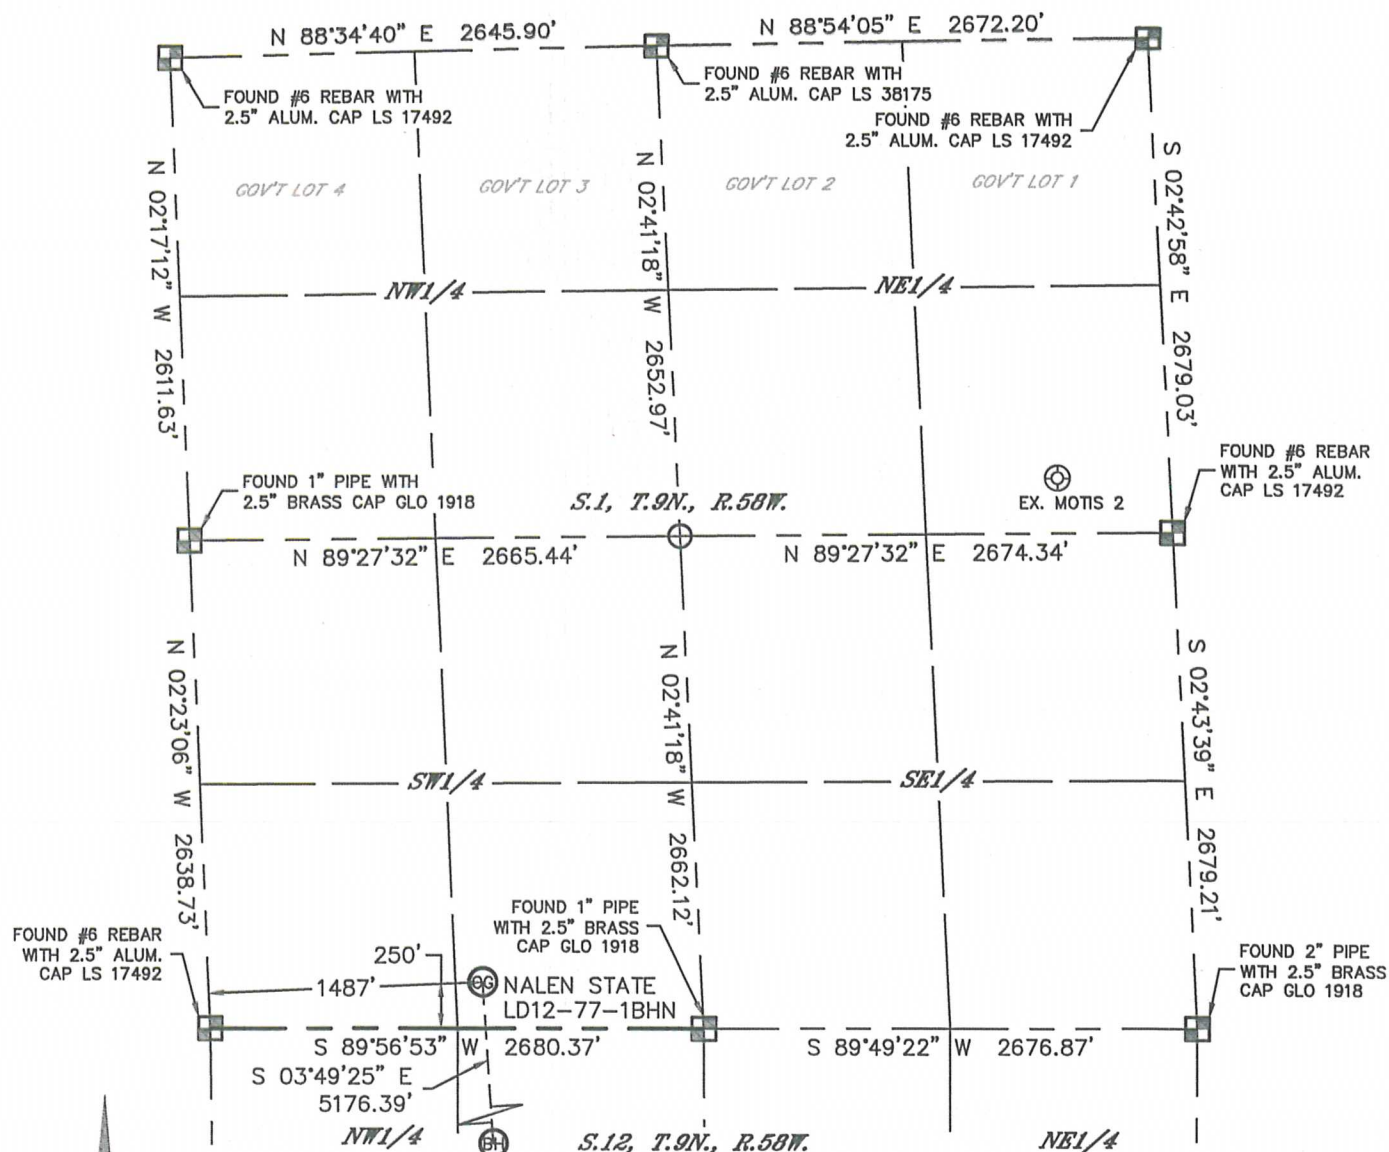 N 88°34'40" E 2645.90'
N 88°54'05" E 2672.20'
FOUND #6 REBAR WITH
2.5" ALUM. CAP LS 17492
FOUND #6 REBAR WITH
2.5" ALUM. CAP LS 38175
FOUND #6 REBAR WITH
2.5" ALUM. CAP LS 17492
GOV'T LOT 4
GOV'T LOT 3
GOV'T LOT 2
GOV'T LOT 1
N 02°17'12" W 2611.63'
N 02°41'18" W 2652.97'
S 02°42'58" E 2679.03'
NW1/4
NE1/4
FOUND 1" PIPE WITH
2.5" BRASS CAP GLO 1918
S.1, T.9N., R.58W.
EX. MOTIS 2
FOUND #6 REBAR
WITH 2.5" ALUM.
CAP LS 17492
N 89°27'32" E 2665.44'
N 89°27'32" E 2674.34'
N 02°23'06" W 2638.73'
N 02°41'18" W 2662.12'
S 02°43'39" E 2679.21'
SW1/4
SE1/4
FOUND #6 REBAR
WITH 2.5" ALUM.
CAP LS 17492
250'
1487'
FOUND 1" PIPE
WITH 2.5" BRASS
CAP GLO 1918
OG
NALEN STATE
LD12-77-1BHN
FOUND 2" PIPE
WITH 2.5" BRASS
CAP GLO 1918
S 89°56'53" W 2680.37'
S 89°49'22" W 2676.87'
S 03°49'25" E
5176.39'
NW1/4
BH
S.12, T.9N., R.58W.
NE1/4